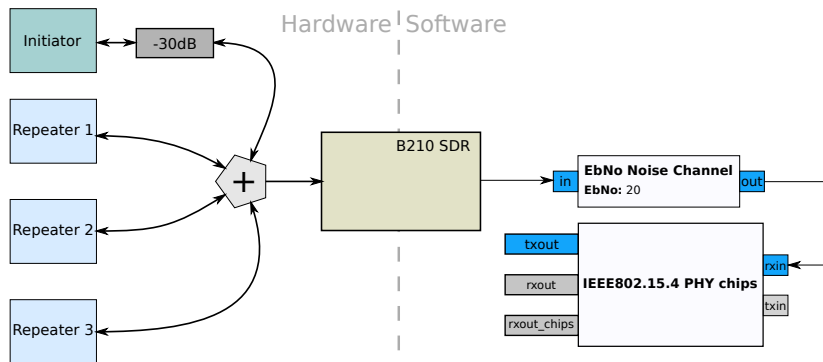 Hardware Software
Initiator
-30dB
Repeater 1
Repeater 2
Repeater 3
+
B210 SDR
in
EbNo Noise Channel
EbNo: 20
out
txout
rxout
rxout_chips
IEEE802.15.4 PHY chips
rxin
txin